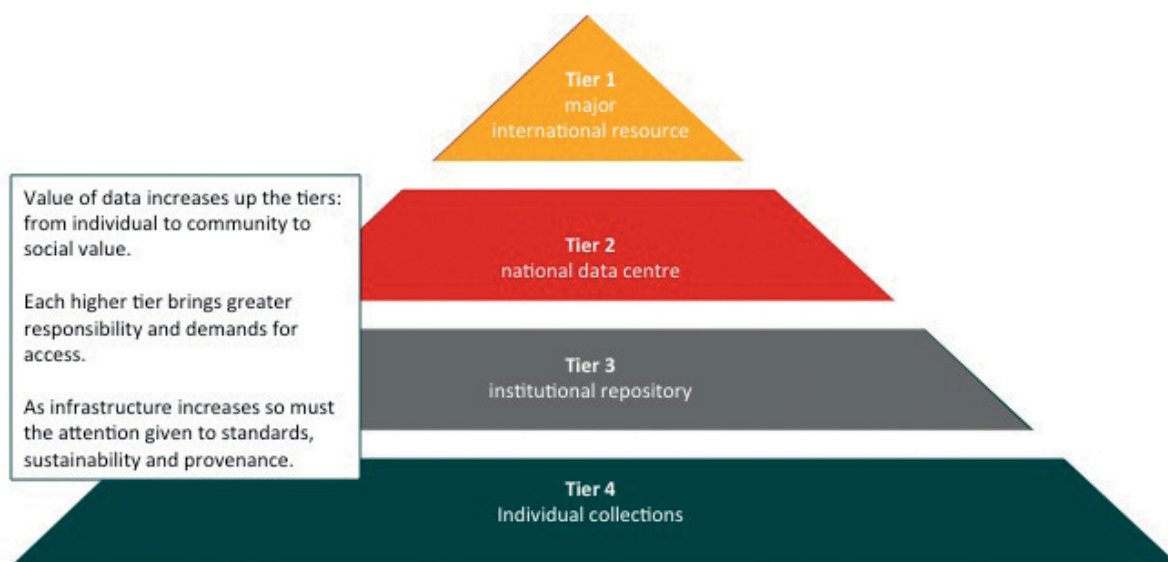 Tier 1
major
international resource
Value of data increases up the tiers:
from individual to community to
social value.
Each higher tier brings greater
responsibility and demands for
access.
As infrastructure increases so must
the attention given to standards,
sustainability and provenance.
Tier 2
national data centre
Tier 3
institutional repository
Tier 4
Individual collections